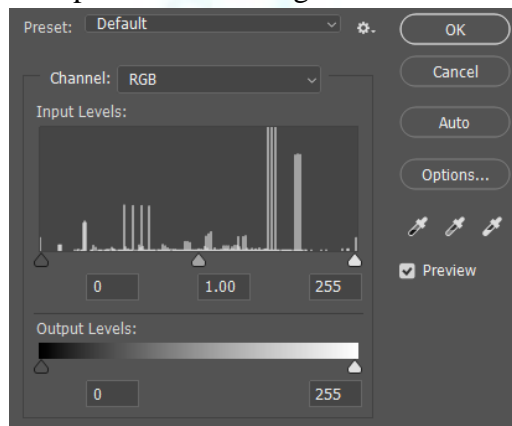 Preset: Default
OK
Channel: RGB
Cancel
Input Levels:
Auto
Options...
0 1.00 255
Preview
Output Levels:
0 255